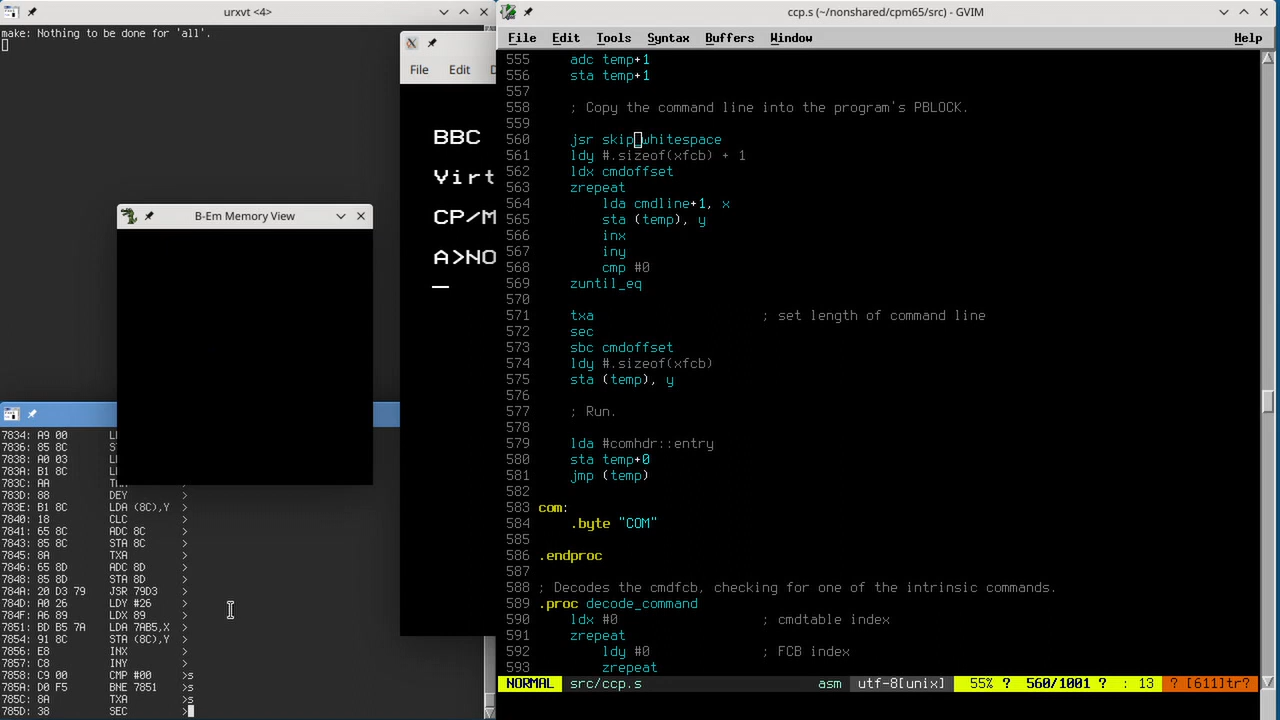 urxvt <4>
make: Nothing to be done for 'all'.
File Edit D
BBC
Virt
CP/M
A>NO
B-Em Memory View
7834: A9 00 L
7836: 85 8C S
7838: A0 03 L
783A: B1 8C L
783C: AA
783D: 88 DEY >
783E: B1 8C LDA (8C),Y >
7840: 18 CLC >
7841: 65 8C ADC 8C >
7843: 85 8C STA 8C >
7845: 8A TXA >
7846: 65 8D ADC 8D >
7848: 85 8D STA 8D >
784A: 20 D3 79 JSR 79D3 >
784D: A0 26 LDY #26 >
784F: A6 89 LDX 89 >
7851: BD B5 7A LDA 7AB5,X >
7854: 91 8C STA (8C),Y >
7856: E8 INX >
7857: C8 INY >
7858: C9 00 CMP #00 >s
785A: D0 F5 BNE 7851 >s
785C: 8A TXA >s
785D: 38 SEC >
ccp.s (~/nonshared/cpm65/src) - GVIM
File Edit Tools Syntax Buffers Window Help
555 adc temp+1
556 sta temp+1
557
558 ; Copy the command line into the program's PBLOCK.
559
560 jsr skip_whitespace
561 ldy #.sizeof(xfcb) + 1
562 ldx cmdoffset
563 zrepeat
564 lda cmdline+1, x
565 sta (temp), y
566 inx
567 iny
568 cmp #0
569 zuntil_eq
570
571 txa ; set length of command line
572 sec
573 sbc cmdoffset
574 ldy #.sizeof(xfcb)
575 sta (temp), y
576
577 ; Run.
578
579 lda #comhdr::entry
580 sta temp+0
581 jmp (temp)
582
583 com:
584 .byte "COM"
585
586 .endproc
587
588 ; Decodes the cmdfcb, checking for one of the intrinsic commands.
589 .proc decode_command
590 ldx #0 ; cmdtable index
591 zrepeat
592 ldy #0 ; FCB index
593 zrepeat
NORMAL src/ccp.s asm utf-8[unix] 55% ? 560/1001 ? : 13 ? [611]tr?